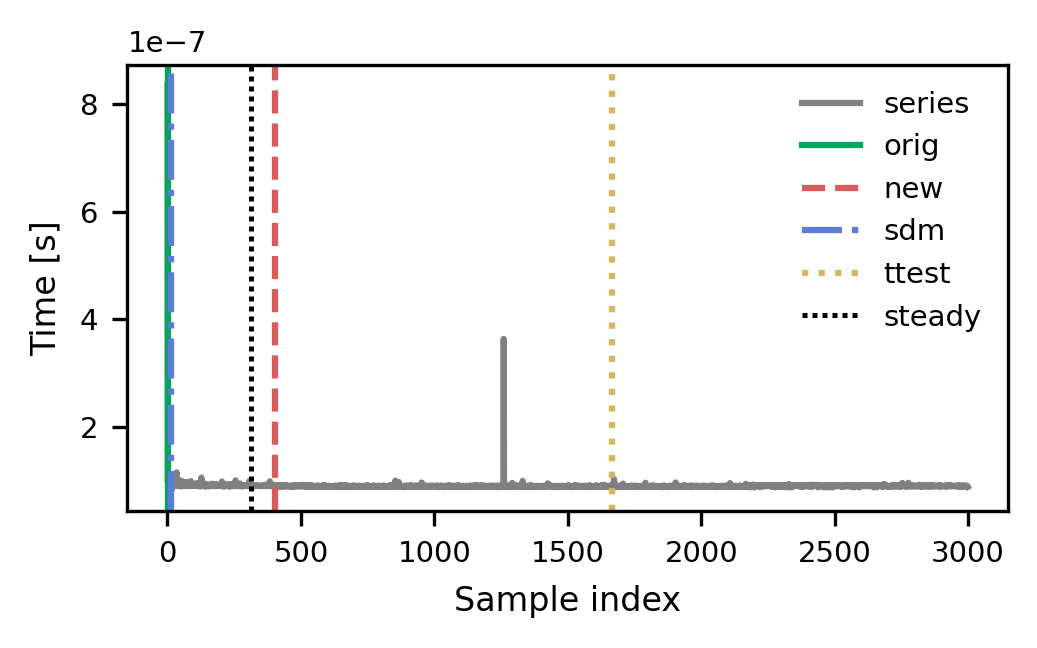 1e−7
8
6
4
2
Time [s]
series
orig
new
sdm
ttest
steady
0 500 1000 1500 2000 2500 3000
Sample index